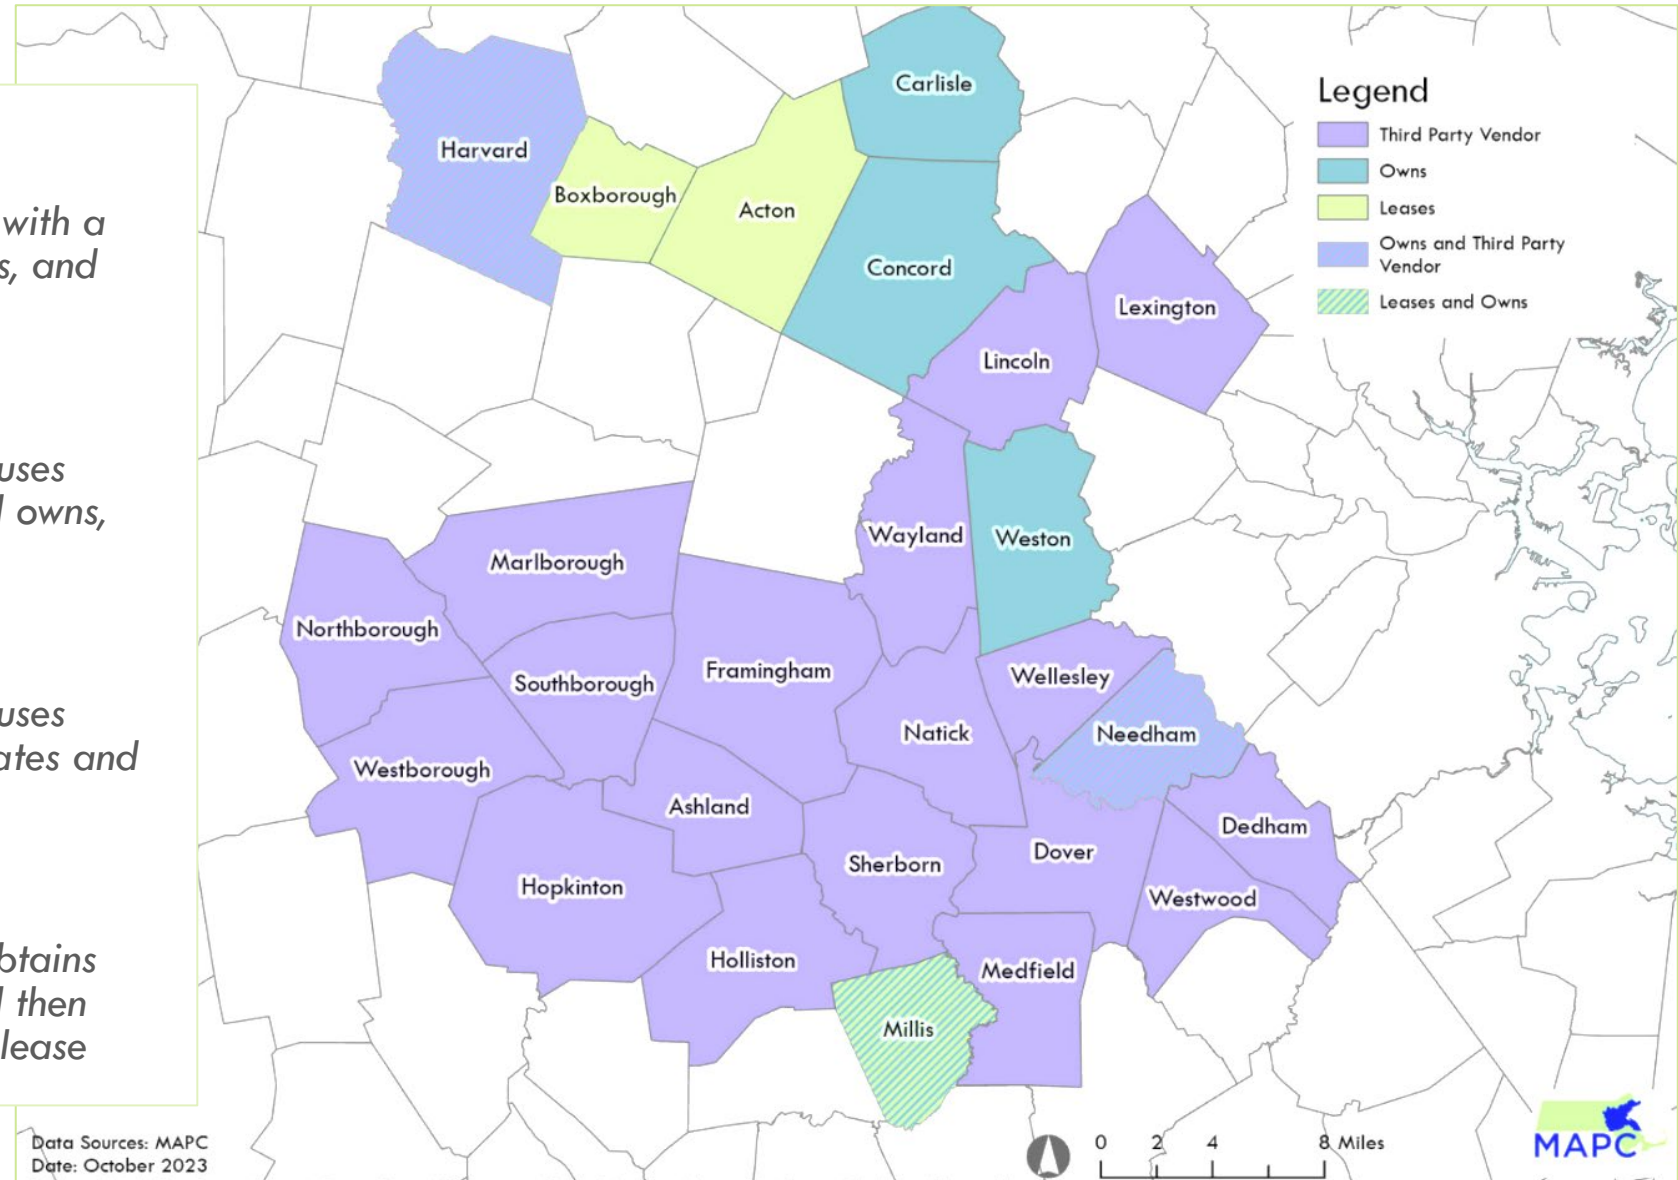 with a
s, and
uses
owns,
uses
ates and
btains
then
lease
Legend
Third Party Vendor
Owns
Leases
Owns and Third Party
Vendor
Leases and Owns
Carlisle
Harvard
Boxborough
Acton
Concord
Lexington
Lincoln
Wayland
Weston
Marlborough
Northborough
Framingham
Southborough
Wellesley
Natick
Needham
Westborough
Ashland
Dedham
Sherborn
Dover
Hopkinton
Westwood
Holliston
Medfield
Millis
Data Sources: MAPC
Date: October 2023
0 2 4 8 Miles
MAPC